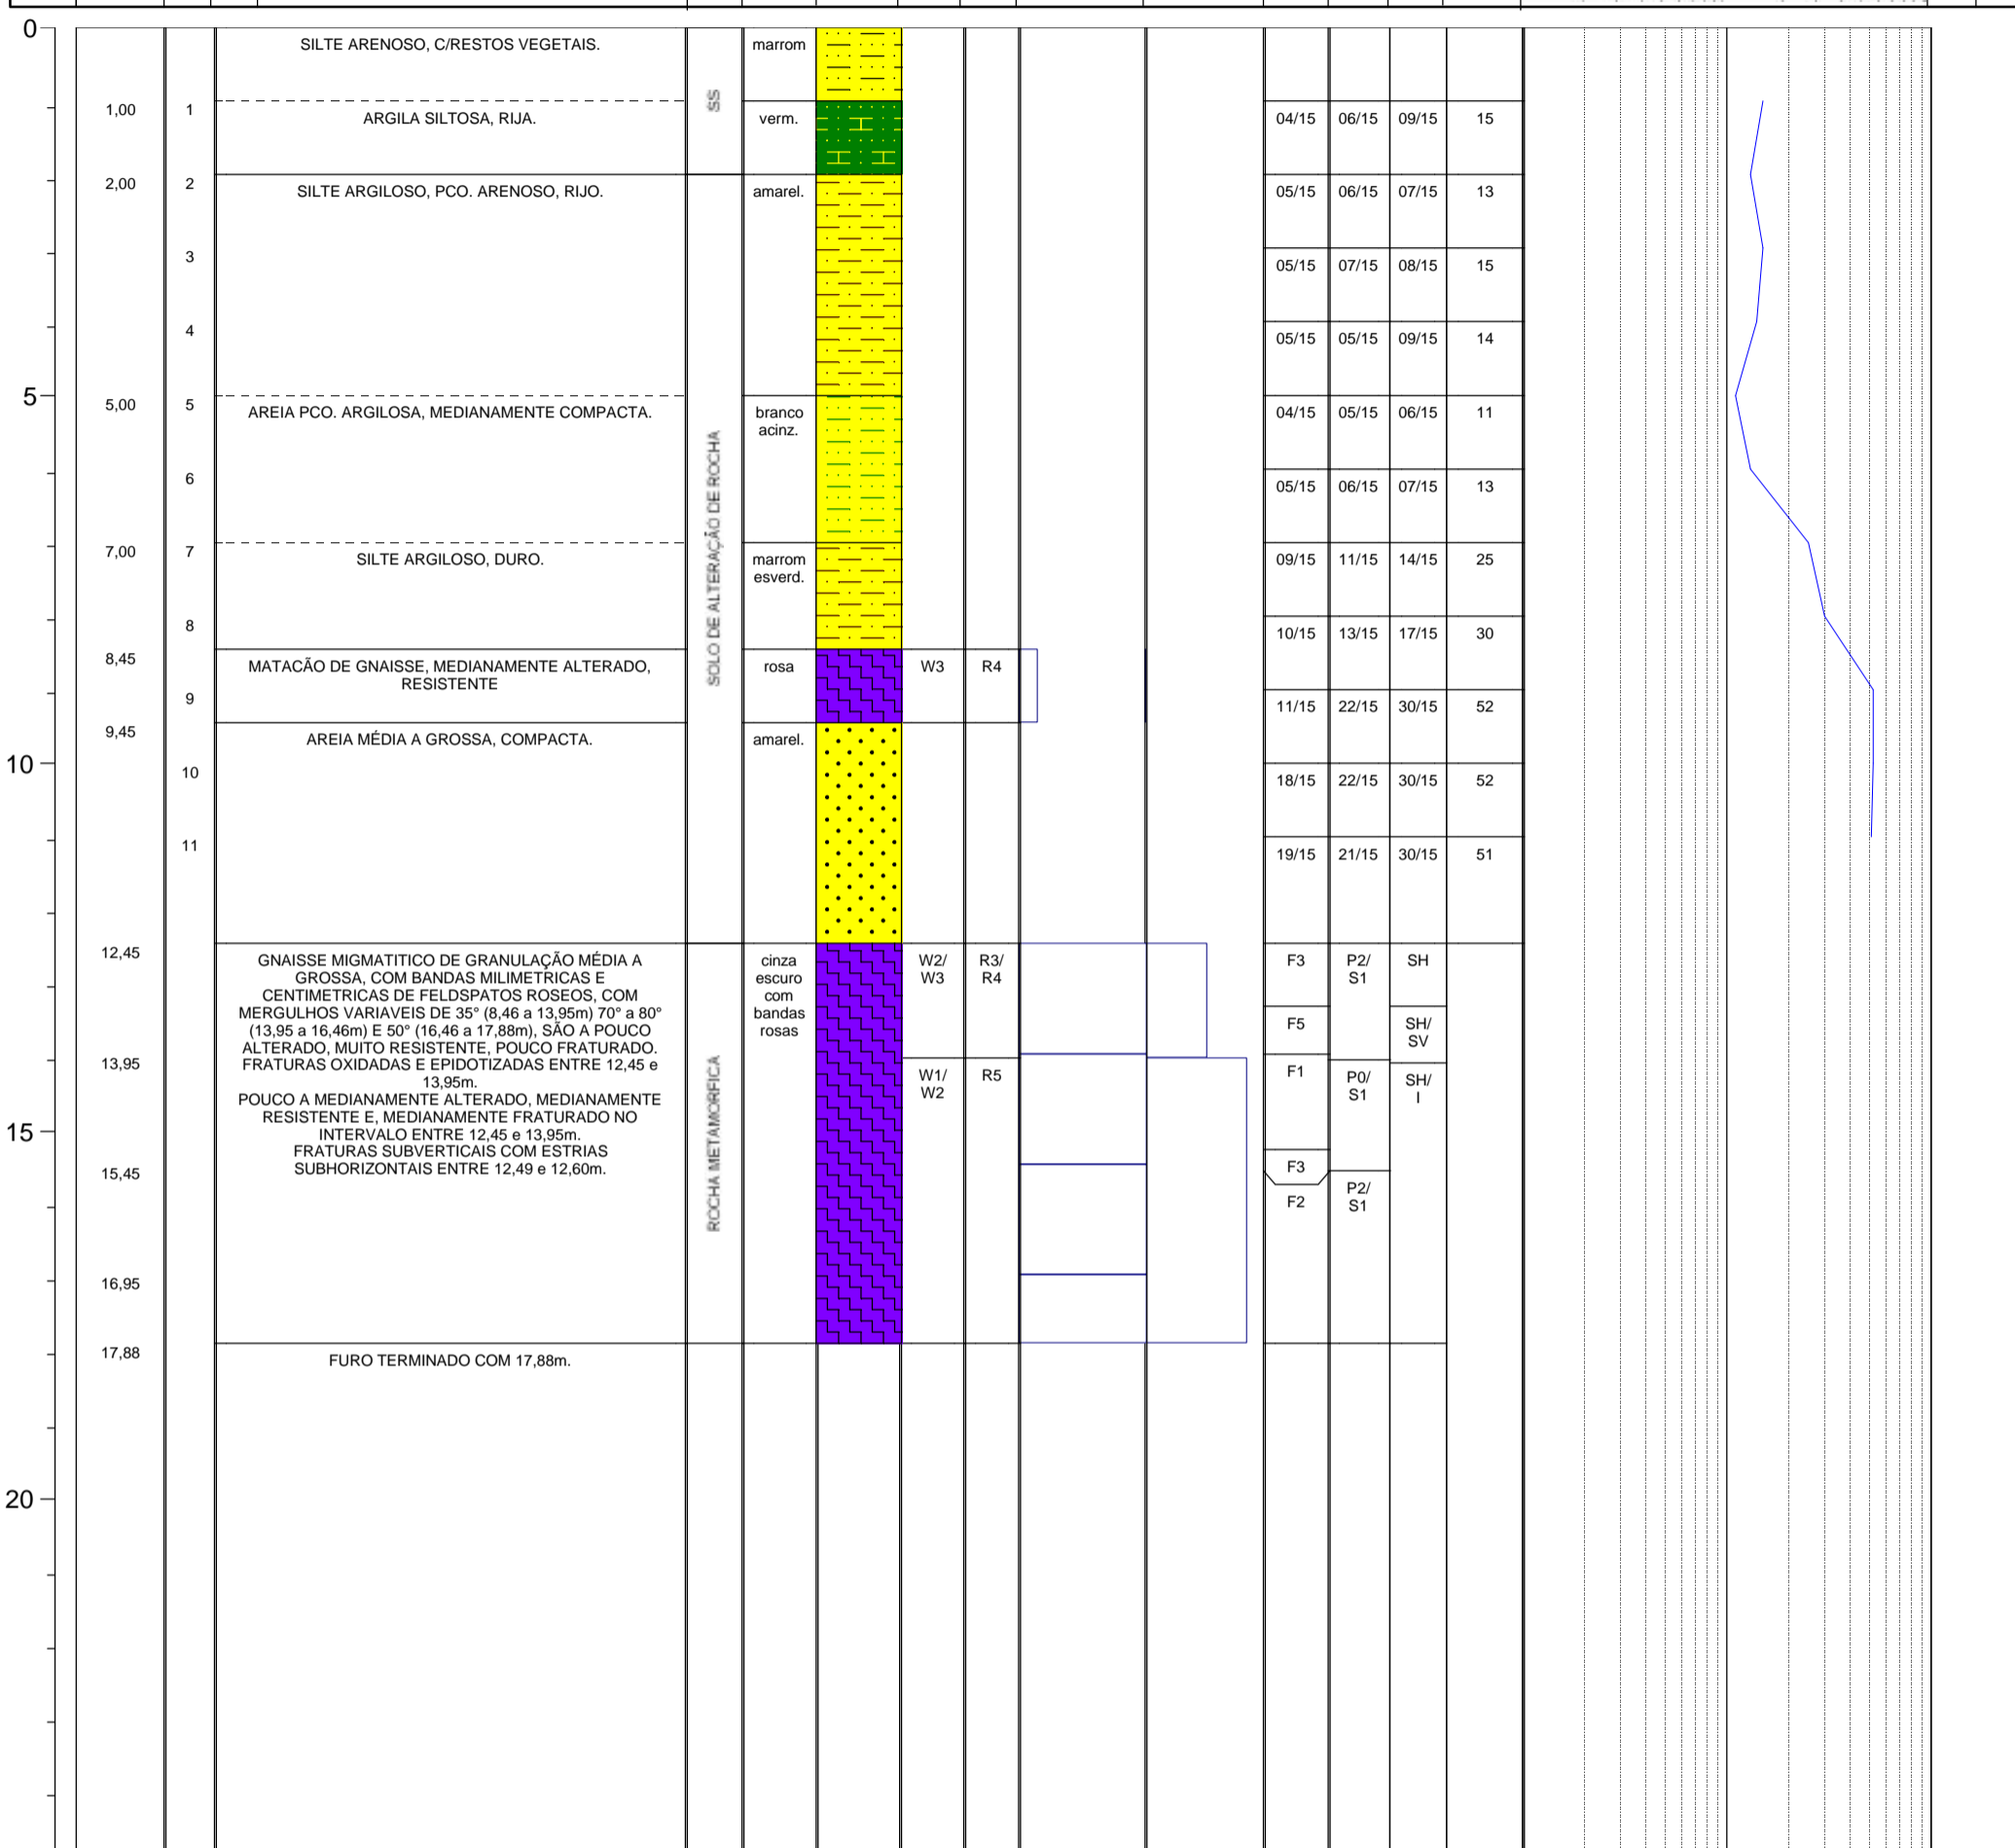 0
SILTE ARENOSO, C/RESTOS VEGETAIS.
marrom
SS
1,00
1
ARGILA SILTOSA, RIJA.
verm.
04/15
06/15
09/15
15
2,00
2
SILTE ARGILOSO, PCO. ARENOSO, RIJO.
amarel.
05/15
06/15
07/15
13
3
05/15
07/15
08/15
15
4
05/15
05/15
09/15
14
5
5,00
5
AREIA PCO. ARGILOSA, MEDIANAMENTE COMPACTA.
branco
acinz.
04/15
05/15
06/15
11
SOLO DE ALTERAÇÃO DE ROCHA
6
05/15
06/15
07/15
13
7,00
7
SILTE ARGILOSO, DURO.
marrom
esverd.
09/15
11/15
14/15
25
8
10/15
13/15
17/15
30
8,45
MATACÃO DE GNAISSE, MEDIANAMENTE ALTERADO,
RESISTENTE
rosa
W3
R4
9
11/15
22/15
30/15
52
9,45
AREIA MÉDIA A GROSSA, COMPACTA.
amarel.
10
10
18/15
22/15
30/15
52
11
19/15
21/15
30/15
51
12,45
GNAISSE MIGMATITICO DE GRANULAÇÃO MÉDIA A
GROSSA, COM BANDAS MILIMETRICAS E
CENTIMETRICAS DE FELDSPATOS ROSEOS, COM
MERGULHOS VARIAVEIS DE 35° (8,46 a 13,95m) 70° a 80°
(13,95 a 16,46m) E 50° (16,46 a 17,88m), SÃO A POUCO
ALTERADO, MUITO RESISTENTE, POUCO FRATURADO.
FRATURAS OXIDADAS E EPIDOTIZADAS ENTRE 12,45 e
13,95m.
POUCO A MEDIANAMENTE ALTERADO, MEDIANAMENTE
RESISTENTE E, MEDIANAMENTE FRATURADO NO
INTERVALO ENTRE 12,45 e 13,95m.
FRATURAS SUBVERTICAIS COM ESTRIAS
SUBHORIZONTAIS ENTRE 12,49 e 12,60m.
ROCHA METAMORFICA
cinza
escuro
com
bandas
rosas
W2/
W3
R3/
R4
F3
P2/
S1
SH
F5
SH/
SV
13,95
W1/
W2
R5
F1
P0/
S1
SH/
I
15
15,45
F3
F2
P2/
S1
16,95
17,88
FURO TERMINADO COM 17,88m.
20